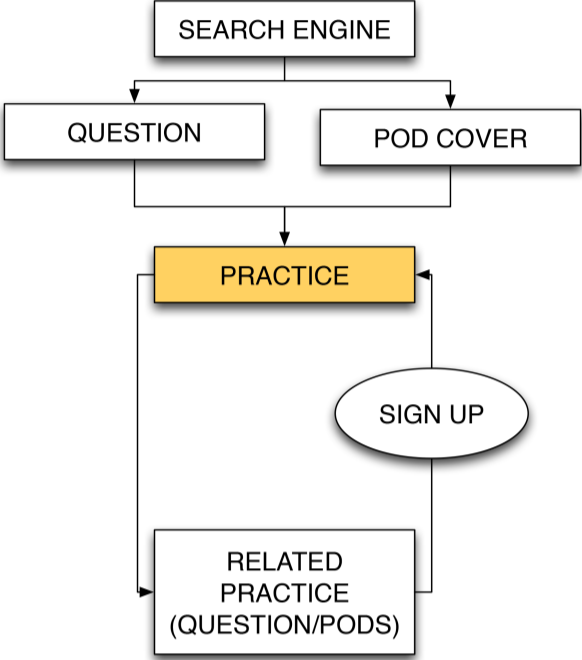 SEARCH ENGINE
QUESTION
POD COVER
PRACTICE
SIGN UP
RELATED
PRACTICE
(QUESTION/PODS)